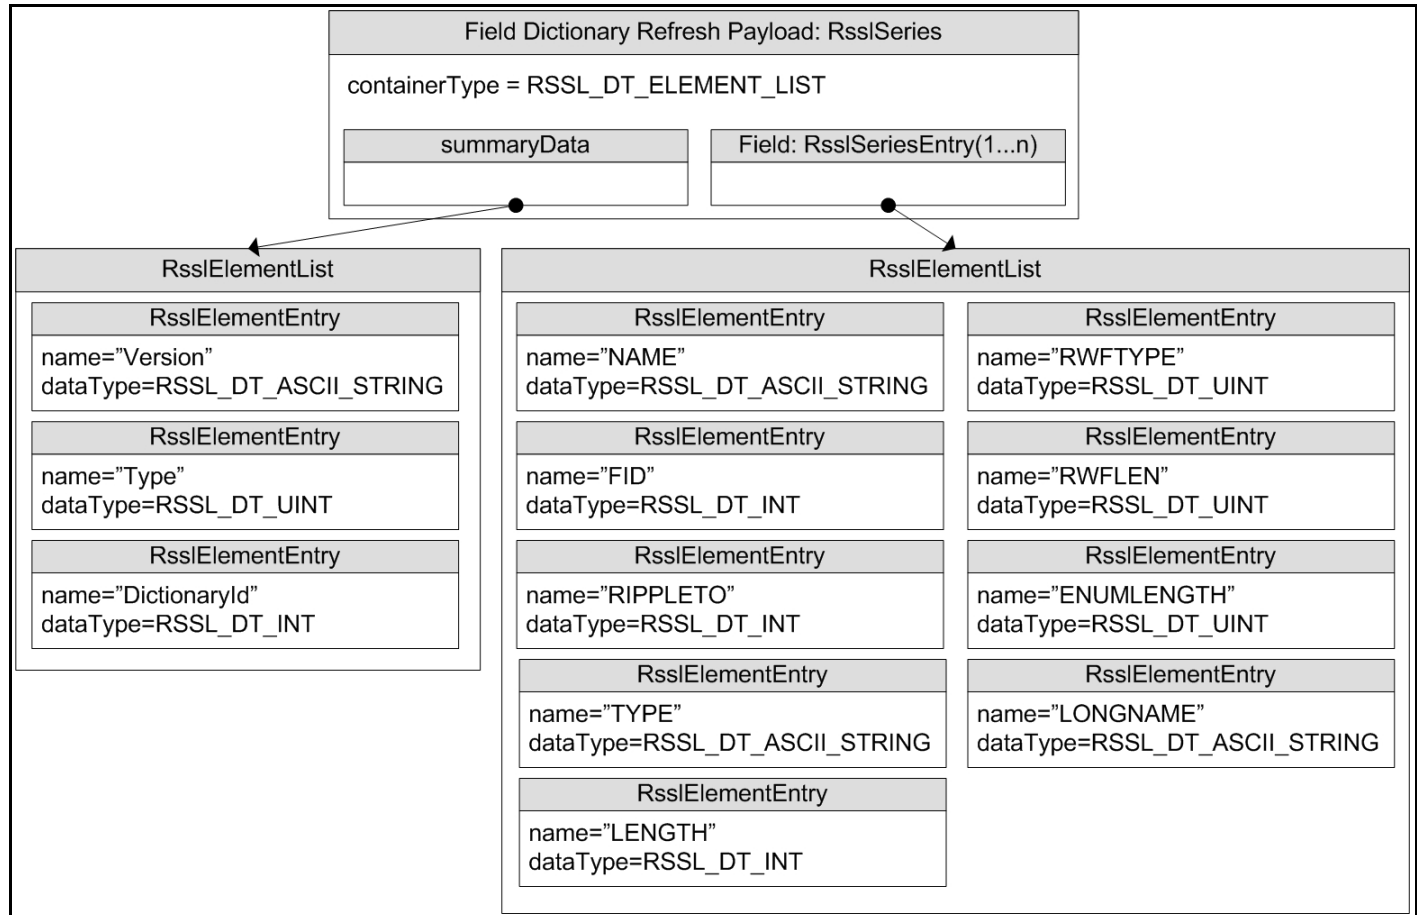 Field Dictionary Refresh Payload: RsslSeries
containerType = RSSL_DT_ELEMENT_LIST
summaryData
Field: RsslSeriesEntry(1...n)
RsslElementList
RsslElementEntry
name=”Version”
dataType=RSSL_DT_ASCII_STRING
RsslElementEntry
name=”Type”
dataType=RSSL_DT_UINT
RsslElementEntry
name=”DictionaryId”
dataType=RSSL_DT_INT
RsslElementList
RsslElementEntry
name=”NAME”
dataType=RSSL_DT_ASCII_STRING
RsslElementEntry
name=”FID”
dataType=RSSL_DT_INT
RsslElementEntry
name=”RIPPLETO”
dataType=RSSL_DT_INT
RsslElementEntry
name=”TYPE”
dataType=RSSL_DT_ASCII_STRING
RsslElementEntry
name=”LENGTH”
dataType=RSSL_DT_INT
RsslElementEntry
name=”RWFTYPE”
dataType=RSSL_DT_UINT
RsslElementEntry
name=”RWFLEN”
dataType=RSSL_DT_UINT
RsslElementEntry
name=”ENUMLENGTH”
dataType=RSSL_DT_UINT
RsslElementEntry
name=”LONGNAME”
dataType=RSSL_DT_ASCII_STRING